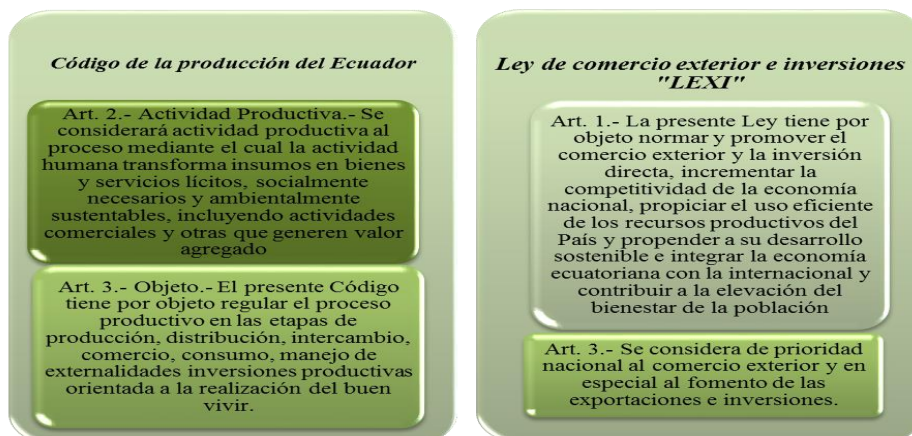 Código de la producción del Ecuador
Art. 2.- Actividad Productiva.- Se
considerará actividad productiva al
proceso mediante el cual la actividad
humana transforma insumos en bienes
y servicios lícitos, socialmente
necesarios y ambientalmente
sustentables, incluyendo actividades
comerciales y otras que generen valor
agregado
Art. 3.- Objeto.- El presente Código
tiene por objeto regular el proceso
productivo en las etapas de
producción, distribución, intercambio,
comercio, consumo, manejo de
externalidades inversiones productivas
orientada a la realización del buen
vivir.
Ley de comercio exterior e inversiones
"LEXI"
Art. 1.- La presente Ley tiene por
objeto normar y promover el
comercio exterior y la inversión
directa, incrementar la
competitividad de la economía
nacional, propiciar el uso eficiente
de los recursos productivos del
País y propender a su desarrollo
sostenible e integrar la economía
ecuatoriana con la internacional y
contribuir a la elevación del
bienestar de la población
Art. 3.- Se considera de prioridad
nacional al comercio exterior y en
especial al fomento de las
exportaciones e inversiones.